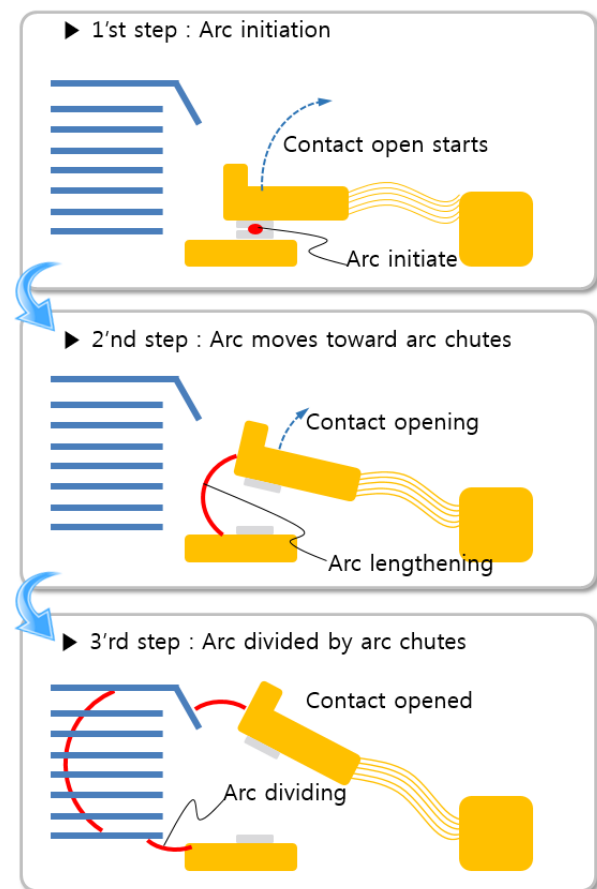 ▶ 1'st step : Arc initiation
Contact open starts
Arc initiate
▶ 2'nd step : Arc moves toward arc chutes
Contact opening
Arc lengthening
▶ 3'rd step : Arc divided by arc chutes
Contact opened
Arc dividing